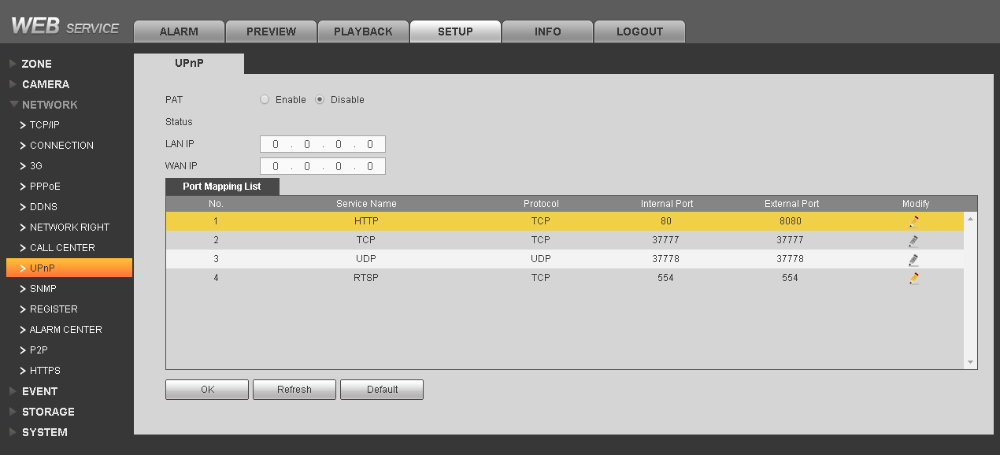 WEB SERVICE
ALARM PREVIEW PLAYBACK SETUP INFO LOGOUT
ZONE
CAMERA
NETWORK
TCP/IP
CONNECTION
3G
PPPoE
DDNS
NETWORK RIGHT
CALL CENTER
UPnP
SNMP
REGISTER
ALARM CENTER
P2P
HTTPS
EVENT
STORAGE
SYSTEM
UPnP
PAT Enable Disable
Status
LAN IP 0 . 0 . 0 . 0
WAN IP 0 . 0 . 0 . 0
Port Mapping List
No. Service Name Protocol Internal Port External Port Modify
1 HTTP TCP 80 8080
2 TCP TCP 37777 37777
3 UDP UDP 37778 37778
4 RTSP TCP 554 554
OK Refresh Default